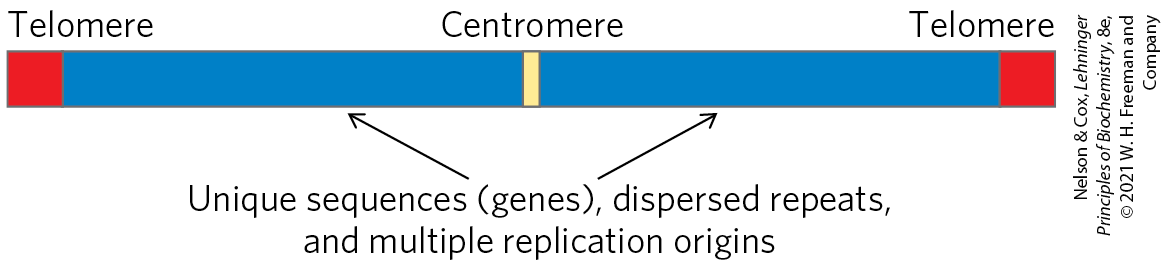 Telomere
Centromere
Telomere
Unique sequences (genes), dispersed repeats,
and multiple replication origins
Nelson & Cox, Lehninger
Principles of Biochemistry, 8e,
© 2021 W. H. Freeman and
Company